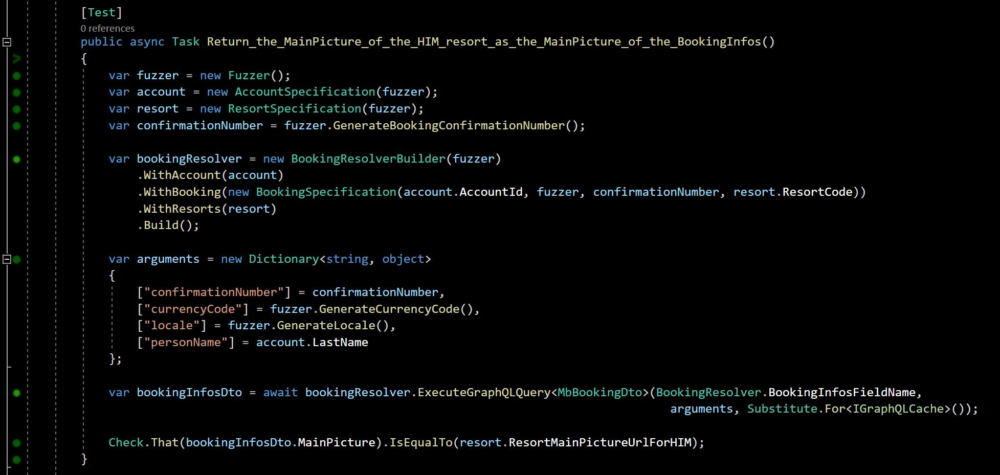 [Test]
0 references
public async Task Return_the_MainPicture_of_the_HIM_resort_as_the_MainPicture_of_the_BookingInfos()
{
var fuzzer = new Fuzzer();
var account = new AccountSpecification(fuzzer);
var resort = new ResortSpecification(fuzzer);
var confirmationNumber = fuzzer.GenerateBookingConfirmationNumber();
var bookingResolver = new BookingResolverBuilder(fuzzer)
.WithAccount(account)
.WithBooking(new BookingSpecification(account.AccountId, fuzzer, confirmationNumber, resort.ResortCode))
.WithResorts(resort)
.Build();
var arguments = new Dictionary<string, object>
{
["confirmationNumber"] = confirmationNumber,
["currencyCode"] = fuzzer.GenerateCurrencyCode(),
["locale"] = fuzzer.GenerateLocale(),
["personName"] = account.LastName
};
var bookingInfosDto = await bookingResolver.ExecuteGraphQLQuery<MbBookingDto>(BookingResolver.BookingInfosFieldName,
arguments, Substitute.For<IGraphQLCache>());
Check.That(bookingInfosDto.MainPicture).IsEqualTo(resort.ResortMainPictureUrlForHIM);
}